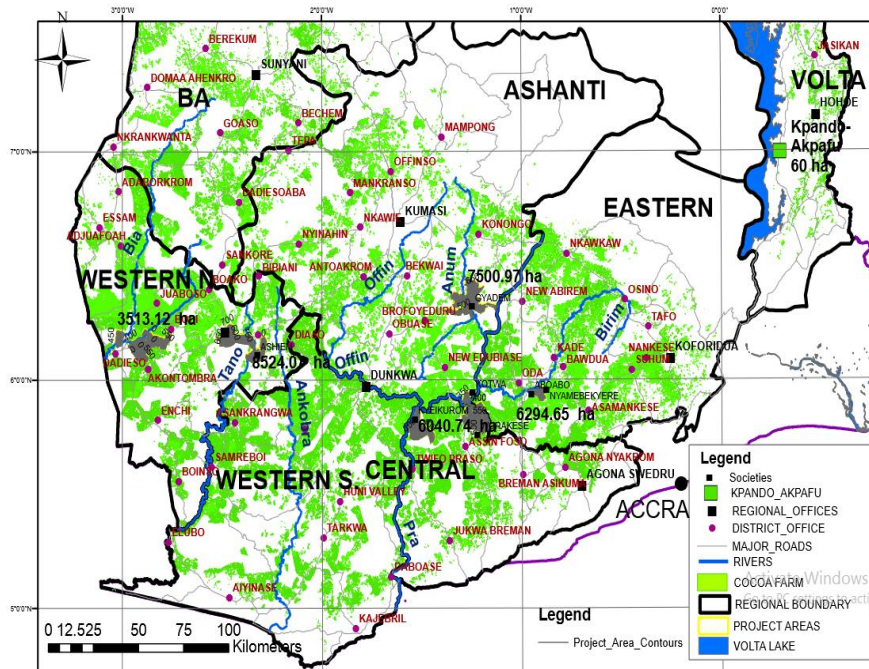 N
3°0'0"W
2°0'0"W
1°0'0"W
0°0'0"
BEREKUM
SUNYANI
JASIKAN
DOMAA AHENKRO
BA
ASHANTI
VOLTA
HOHOE
BECHEM
Kpando-
Akpafu
60 ha
GOASO
MAMPONG
7°0'0"N
NKRANKWANTA
TEPA
OFFINSO
ADABORKROM
KADIESOABA
MANKRANSO
EASTERN
ESSAM
NKAWIE
KUMASI
KONONGO
ADJUAFOAH
Bia
NYINAHIN
NKAWKAW
SANKORE
Anum
WESTERN N
BIBIANI
ANTOAKROM
Offin
BEKWAI
7500.97 ha
BOAKO
OSINO
JUABOSO
GYADEM
NEW ABIREM
3513.12 ha
BROFOYEDURU
Birim
TAFO
OBUASE
DIASO
KADE
NANKESE
SUHUM
KOFORIDUA
DADIESO
Tano
Offin
NEW EDUBIASE
BAWDUA
6°0'0"N
AKONTOMBRA
DUNKWA
ODA
ABOABO
NYAMEBEKYERE
ENCHI
ASANKRANGWA
Ankobra
6040.74 ha
6294.65 ha
ASAMANKESE
ASSIN FOSO
SAMREBOI
WESTERN S.
CENTRAL
TWIFO PRASO
AGONA NYAKROM
BOINSO
BREMAN ASIKUMA
AGONA SWEDRU
HUNI VALLEY
ACCRA
ELUBO
TARKWA
Pra
JUKWA BREMAN
DABOASE
AIYINASE
5°0'0"N
KAJEBRIL
0 12.525 50 75 100
Kilometers
Legend
Project_Area_Contours
Legend
Societies
KPANDO_AKPAFU
REGIONAL_OFFICES
DISTRICT_OFFICE
MAJOR_ROADS
RIVERS
COCOA FARM
REGIONAL BOUNDARY
PROJECT AREAS
VOLTA LAKE
Activate Windows